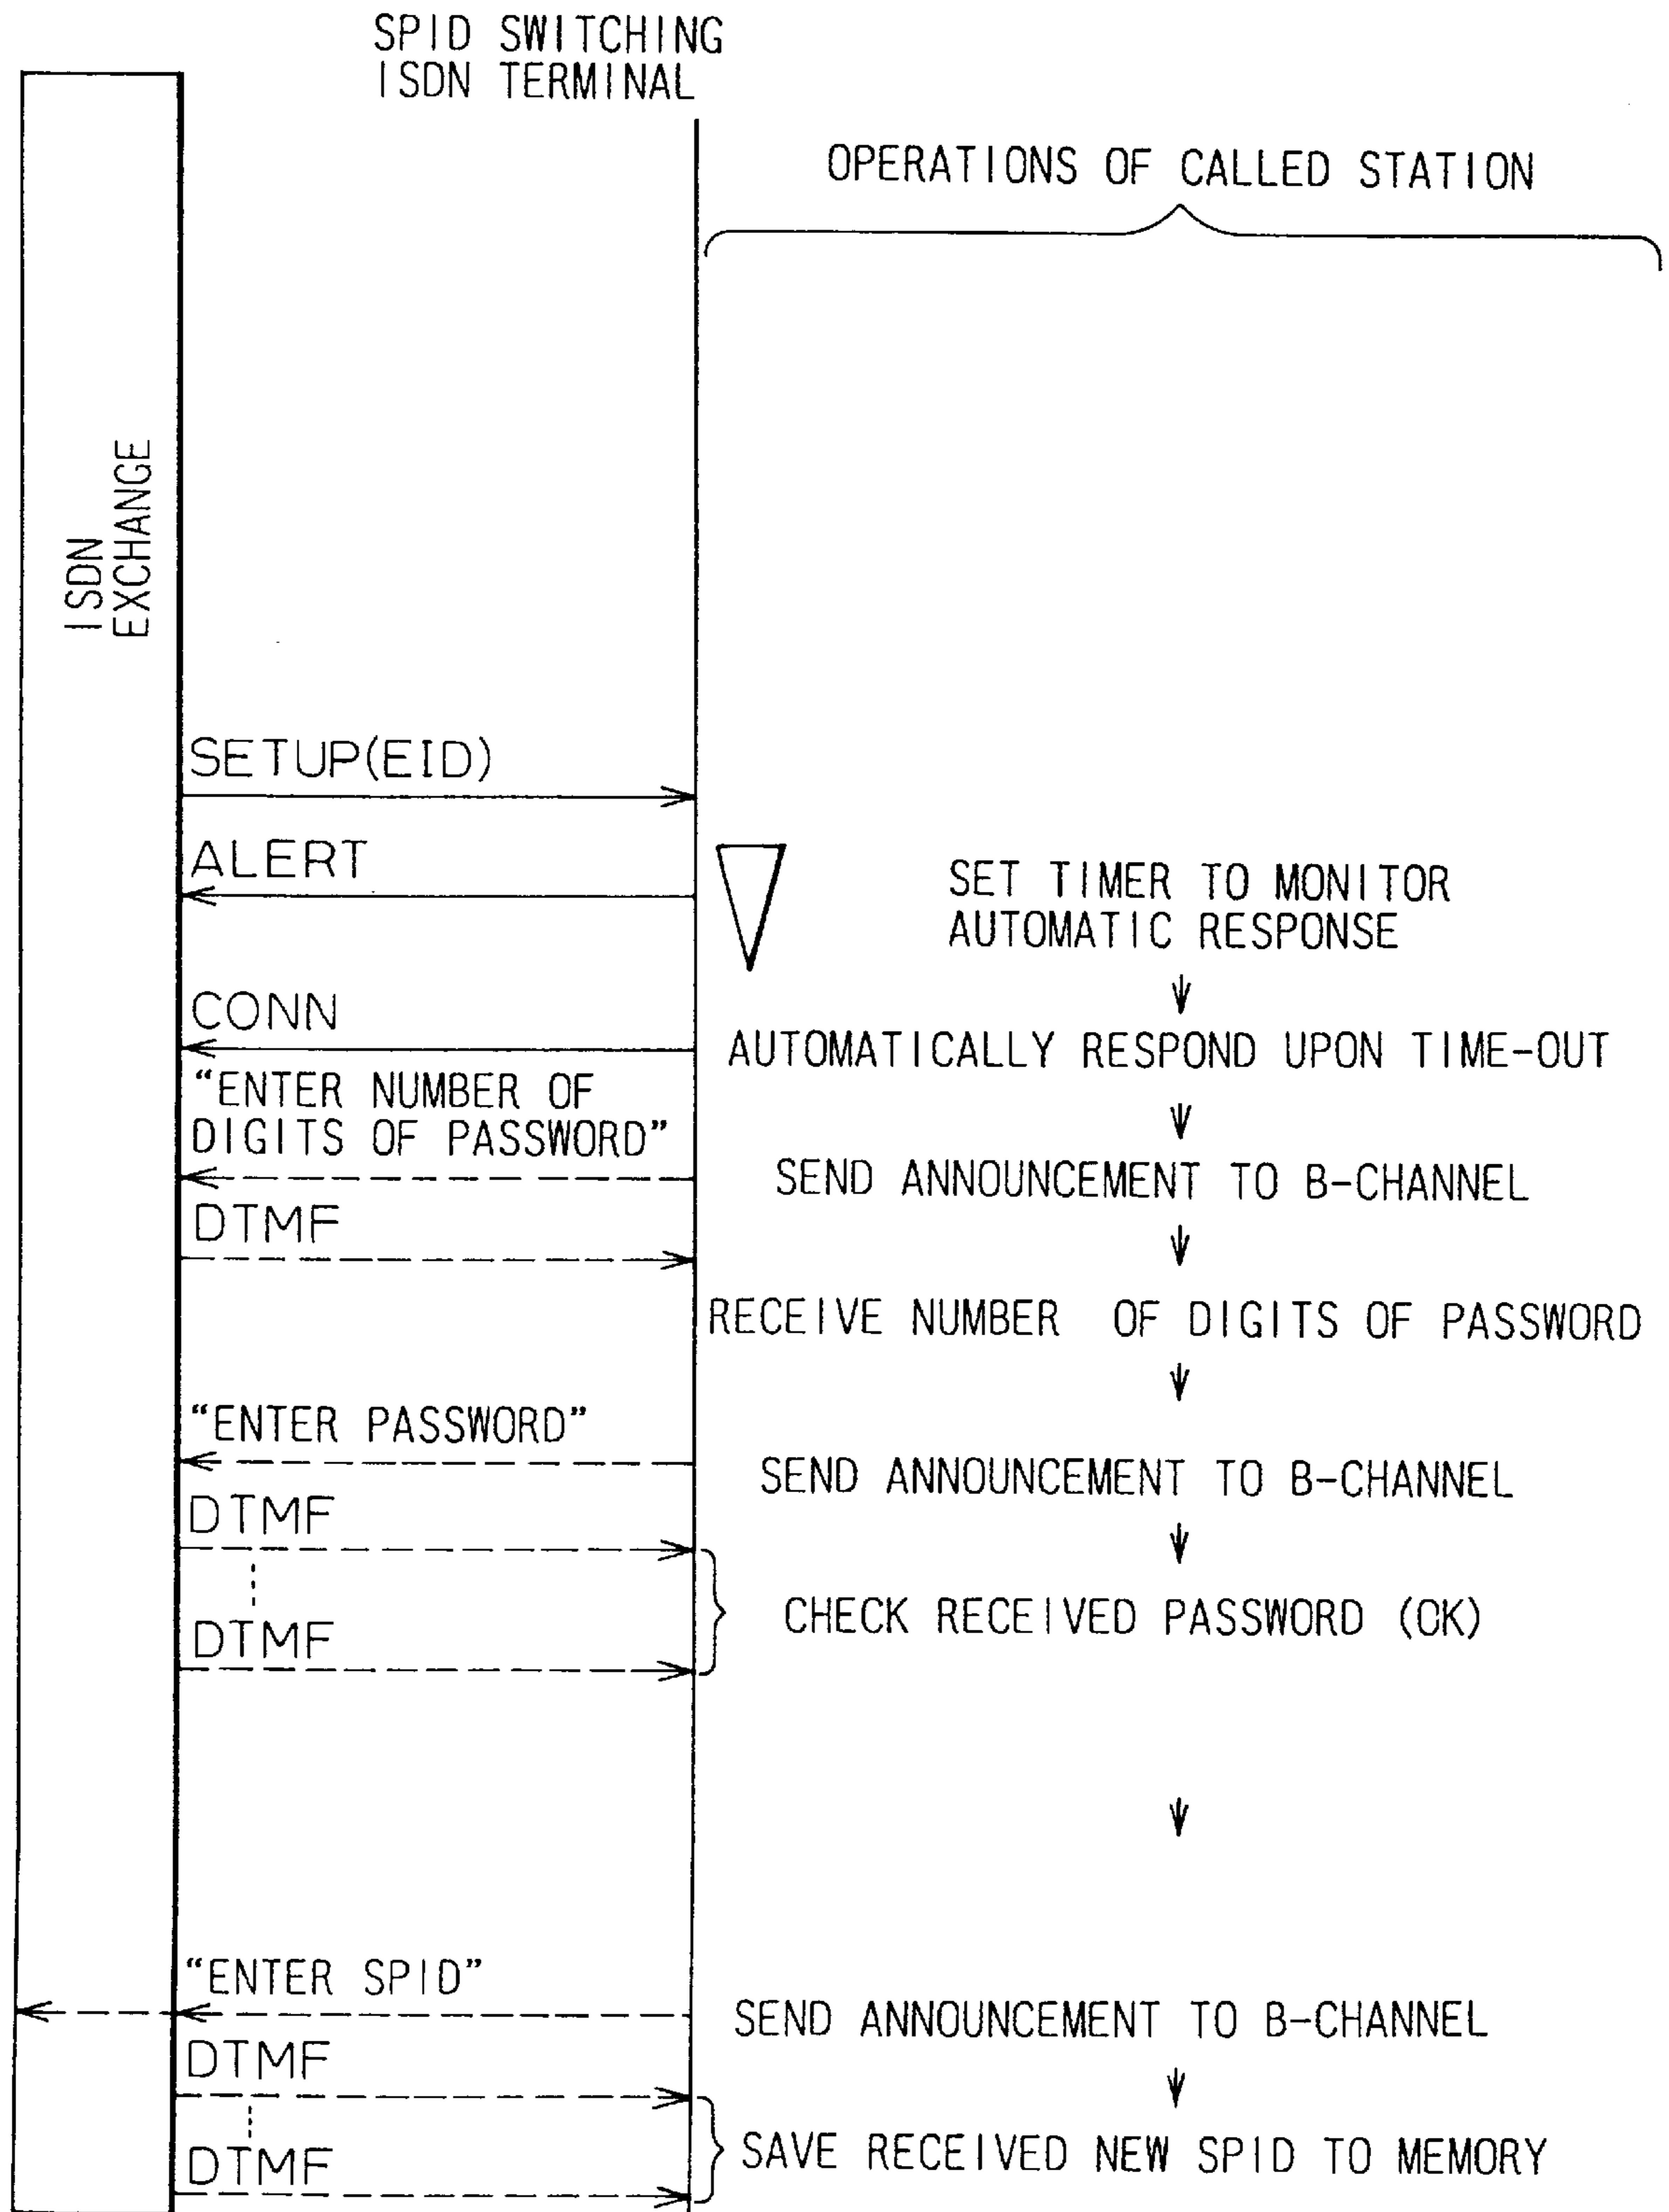 SPID SWITCHING
ISDN TERMINAL
OPERATIONS OF CALLED STATION
ISDN
EXCHANGE
SETUP(EID)
ALERT
SET TIMER TO MONITOR
AUTOMATIC RESPONSE
CONN
AUTOMATICALLY RESPOND UPON TIME-OUT
“ENTER NUMBER OF
DIGITS OF PASSWORD”
SEND ANNOUNCEMENT TO B-CHANNEL
DTMF
RECEIVE NUMBER OF DIGITS OF PASSWORD
“ENTER PASSWORD”
SEND ANNOUNCEMENT TO B-CHANNEL
DTMF
CHECK RECEIVED PASSWORD (OK)
DTMF
“ENTER SPID”
SEND ANNOUNCEMENT TO B-CHANNEL
DTMF
SAVE RECEIVED NEW SPID TO MEMORY
DTMF